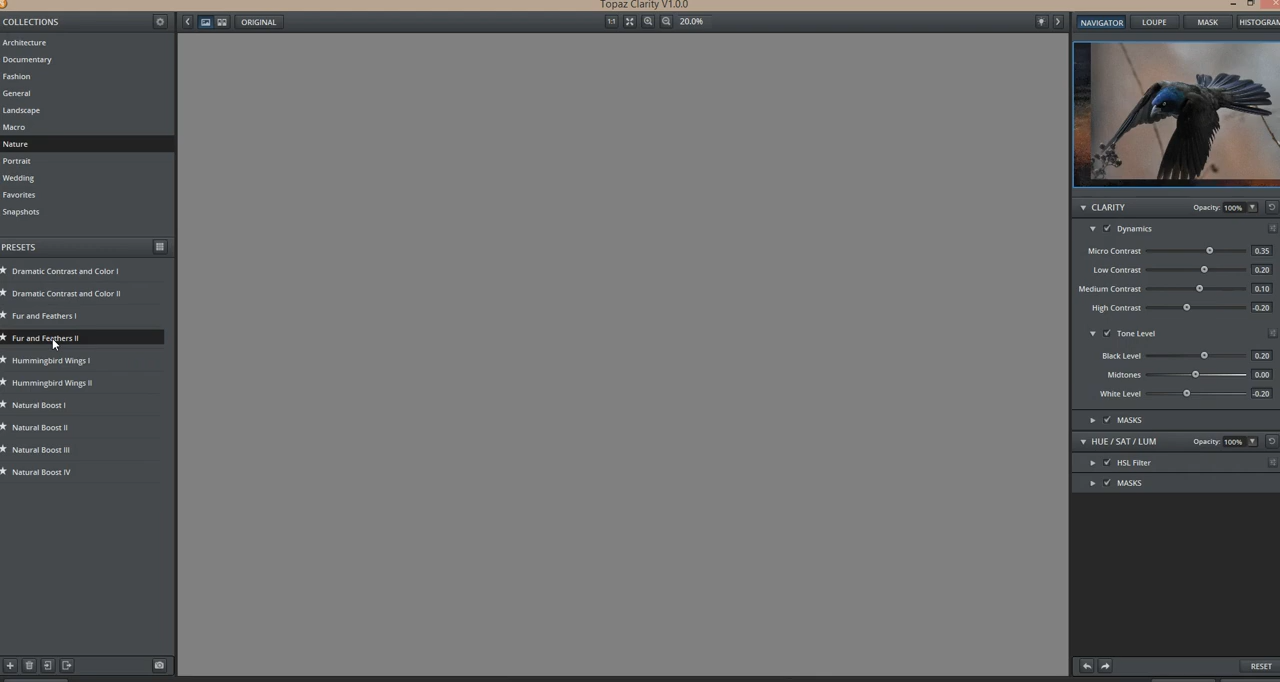 Topaz Clarity V1.0.0
COLLECTIONS
ORIGINAL
1:1
20.0%
NAVIGATOR
LOUPE
MASK
HISTOGRAM
Architecture
Documentary
Fashion
General
Landscape
Macro
Nature
Portrait
Wedding
Favorites
Snapshots
PRESETS
Dramatic Contrast and Color I
Dramatic Contrast and Color II
Fur and Feathers I
Fur and Feathers II
Hummingbird Wings I
Hummingbird Wings II
Natural Boost I
Natural Boost II
Natural Boost III
Natural Boost IV
CLARITY Opacity: 100%
Dynamics
Micro Contrast 0.35
Low Contrast 0.20
Medium Contrast 0.10
High Contrast -0.20
Tone Level
Black Level 0.20
Midtones 0.00
White Level -0.20
MASKS
HUE / SAT / LUM Opacity: 100%
HSL Filter
MASKS
RESET